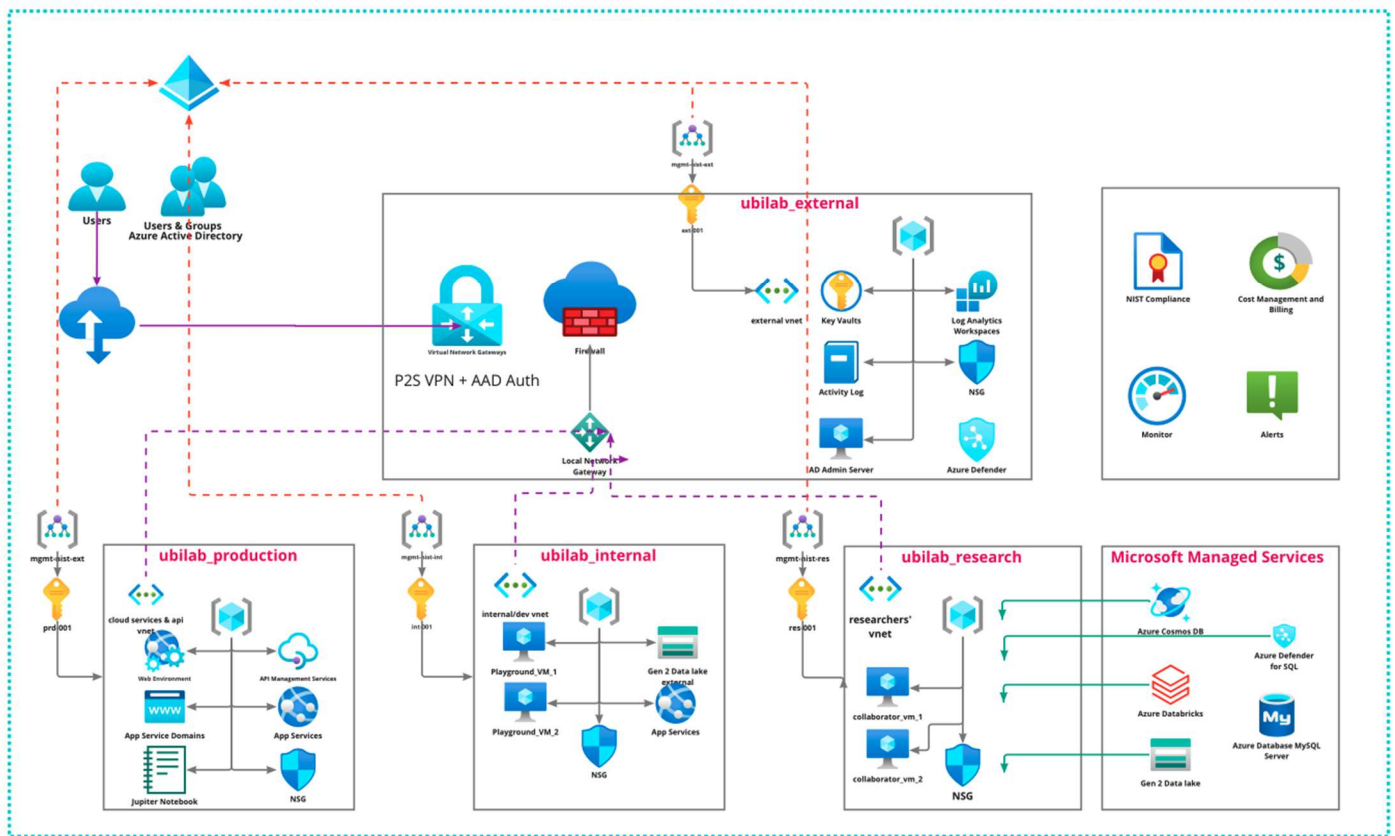 mgmt-nist-ext
ubilab_external
ext 001
Users
Users & Groups
Azure Active Directory
external vnet
Key Vaults
Log Analytics
Workspaces
NIST Compliance
$
Cost Management and
Billing
Virtual Network Gateways
Firewall
P2S VPN + AAD Auth
Activity Log
NSG
Monitor
Alerts
Local Network
Gateway
AD Admin Server
Azure Defender
mgmt-nist-ext
ubilab_production
prd 001
cloud services & api
vnet
Web Environment
API Management Services
www
App Service Domains
App Services
Jupiter Notebook
NSG
mgmt-nist-int
ubilab_internal
int 001
internal/dev vnet
Playground_VM_1
Gen 2 Data lake
external
Playground_VM_2
App Services
NSG
mgmt-nist-res
ubilab_research
res 001
researchers'
vnet
collaborator_vm_1
collaborator_vm_2
NSG
Microsoft Managed Services
Azure Cosmos DB
Azure Defender
for SQL
Azure Databricks
My
Azure Database MySQL
Server
Gen 2 Data lake